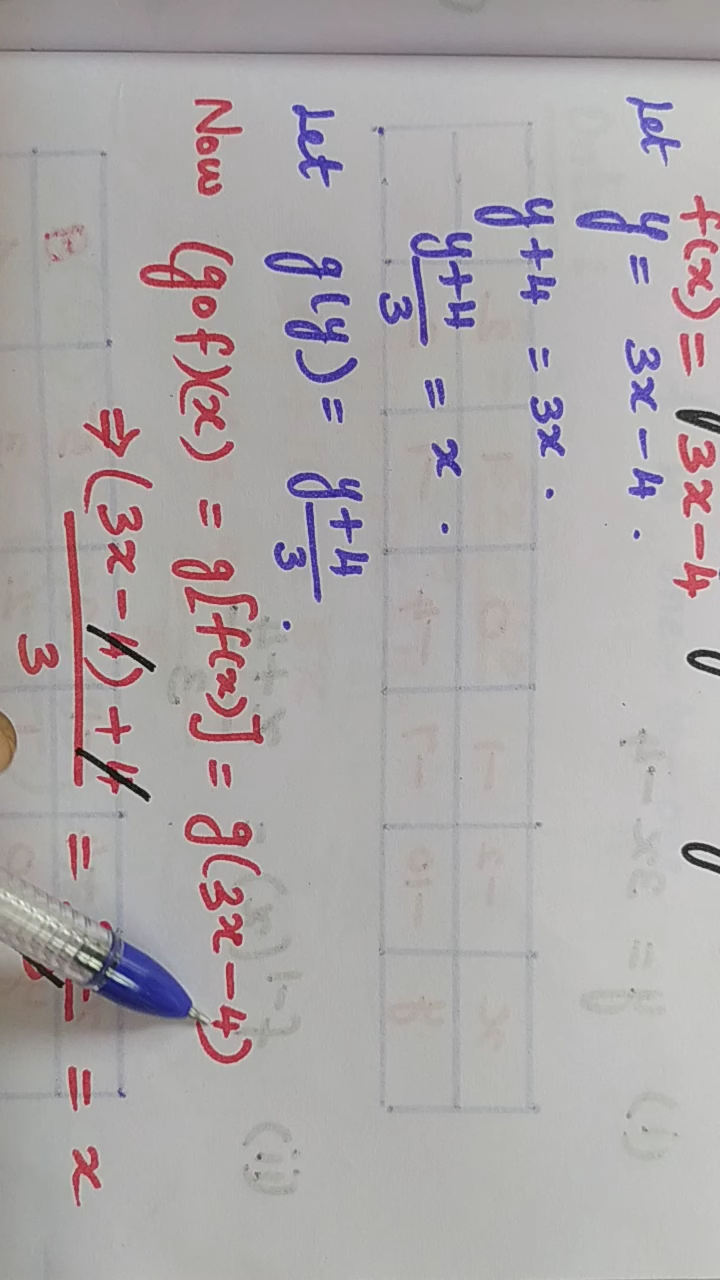 f(x) = 3x-4
Let y = 3x-4.
y+4 = 3x.
y+4/3 = x.
Let g(y) = y+4/3.
Now (gof)(x) = g[f(x)] = g(3x-4)
⇒ (3x-4)+4/3 = = x